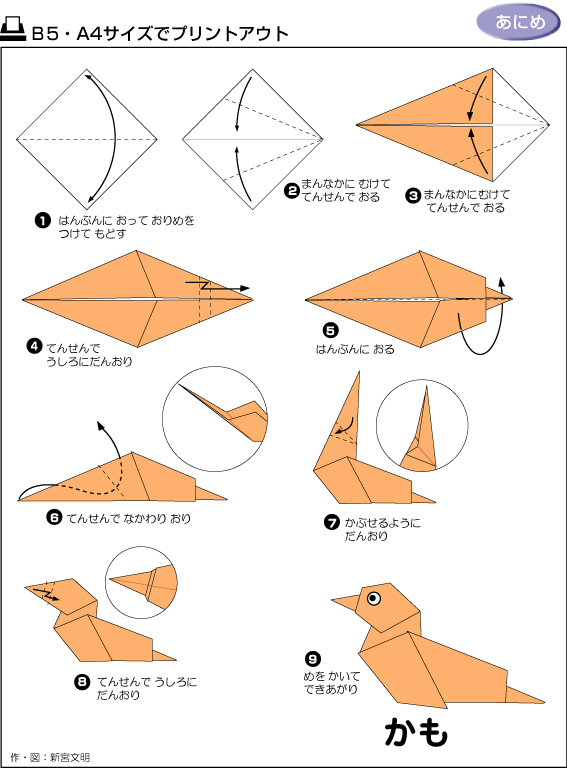 B5・A4サイズでプリントアウト
あにめ
1 はんぶんに おって おりめを
つけて もどす
2 まんなかに むけて
てんせんで おる
3 まんなかにむけて
てんせんで おる
4 てんせんで
うしろにだんおり
5
はんぶんに おる
6 てんせんで なかわり おり
7 かぶせるように
だんおり
8 てんせんで うしろに
だんおり
9
めを かいて
できあがり
かも
作・図：新宮文明